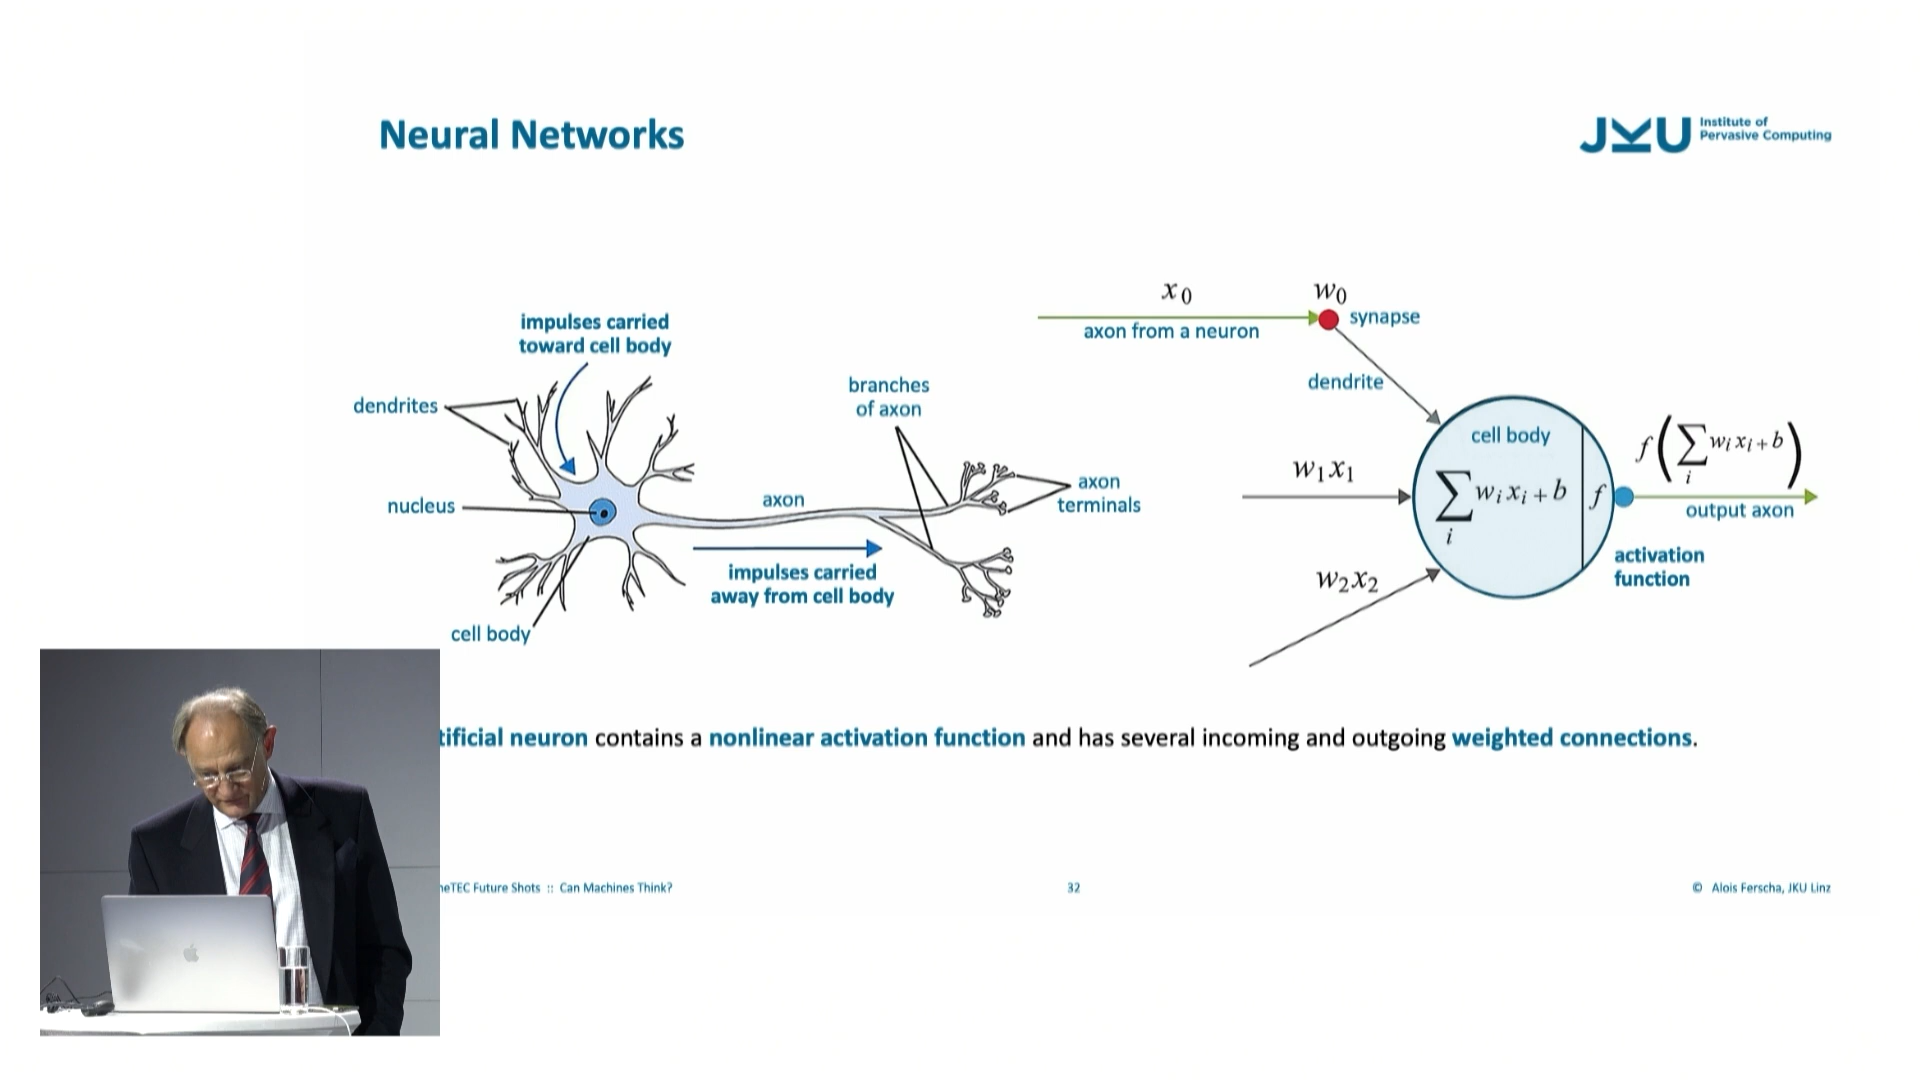 Neural Networks
JKU Institute of
Pervasive Computing
impulses carried
toward cell body
dendrites
nucleus
cell body
axon
impulses carried
away from cell body
branches
of axon
axon
terminals
x₀
axon from a neuron
w₀
synapse
dendrite
w₁x₁
w₂x₂
cell body
∑ᵢ wᵢxᵢ + b
f
f(∑ᵢ wᵢxᵢ + b)
output axon
activation
function
neuron contains a nonlinear activation function and has several incoming and outgoing weighted connections.
Future Shots :: Can Machines Think?
32
© Alois Ferscha, JKU Linz